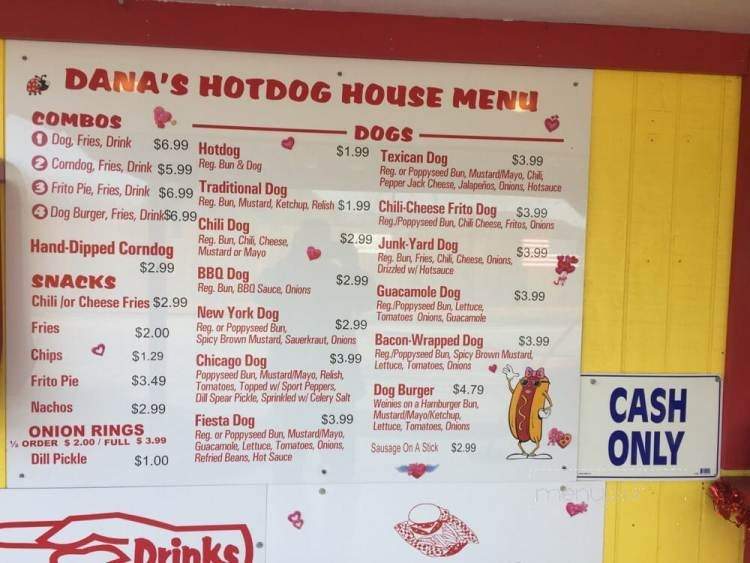 DANA'S HOTDOG HOUSE MENU
COMBOS
1 Dog, Fries, Drink $6.99
2 Corndog, Fries, Drink $5.99
3 Frito Pie, Fries, Drink $6.99
4 Dog Burger, Fries, Drink $6.99
Hand-Dipped Corndog
$2.99
SNACKS
Chili /or Cheese Fries $2.99
Fries $2.00
Chips $1.29
Frito Pie $3.49
Nachos $2.99
ONION RINGS
½ ORDER $ 2.00 / FULL $ 3.99
Dill Pickle $1.00
DOGS
Hotdog $1.99
Reg. Bun & Dog
Traditional Dog
Reg. Bun, Mustard, Ketchup, Relish $1.99
Chili Dog
Reg. Bun, Chili, Cheese, $2.99
Mustard or Mayo
BBQ Dog $2.99
Reg. Bun, BBQ Sauce, Onions
New York Dog
Reg. or Poppyseed Bun, $2.99
Spicy Brown Mustard, Sauerkraut, Onions
Chicago Dog $3.99
Poppyseed Bun, Mustard/Mayo, Relish,
Tomatoes, Topped w/ Sport Peppers,
Dill Spear Pickle, Sprinkled w/ Celery Salt
Fiesta Dog $3.99
Reg. or Poppyseed Bun, Mustard/Mayo,
Guacamole, Lettuce, Tomatoes, Onions,
Refried Beans, Hot Sauce
Texican Dog $3.99
Reg. or Poppyseed Bun, Mustard/Mayo, Chili,
Pepper Jack Cheese, Jalapeños, Onions, Hotsauce
Chili-Cheese Frito Dog $3.99
Reg./Poppyseed Bun, Chili Cheese, Fritos, Onions
Junk-Yard Dog $3.99
Reg. Bun, Fries, Chili, Cheese, Onions,
Drizzled w/ Hotsauce
Guacamole Dog $3.99
Reg./Poppyseed Bun, Lettuce,
Tomatoes Onions, Guacamole
Bacon-Wrapped Dog $3.99
Reg./Poppyseed Bun, Spicy Brown Mustard,
Lettuce, Tomatoes, Onions
Dog Burger $4.79
Weinies on a Hamburger Bun,
Mustard/Mayo/Ketchup,
Lettuce, Tomatoes, Onions
Sausage On A Stick $2.99
CASH
ONLY
Drinks